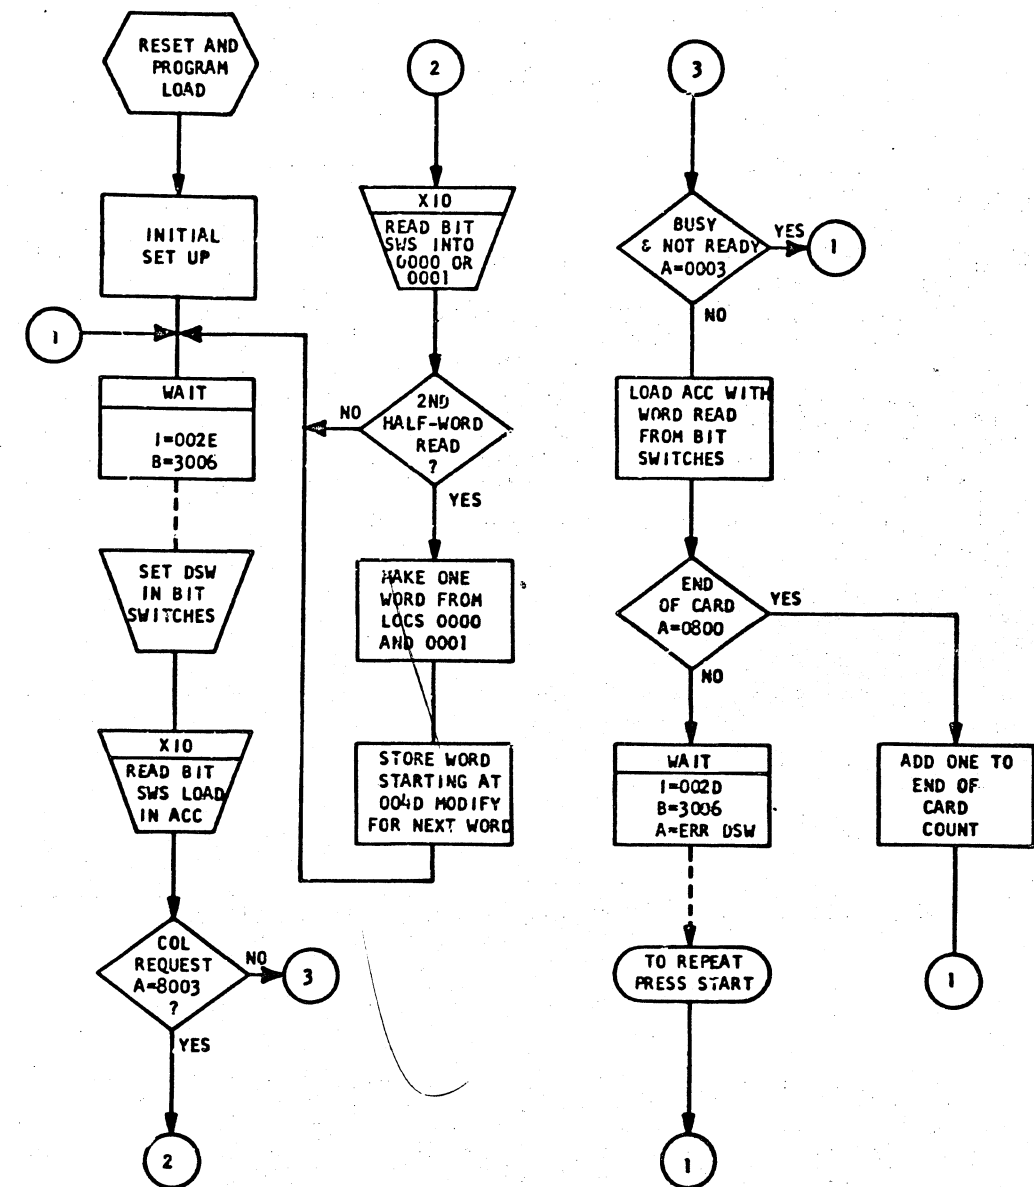 RESET AND
PROGRAM
LOAD
INITIAL
SET UP
1
WAIT
I=002E
B=3006
SET DSW
IN BIT
SWITCHES
XIO
READ BIT
SWS LOAD
IN ACC
COL
REQUEST
A=8003
?
NO
3
YES
2
2
XIO
READ BIT
SWS INTO
0000 OR
0001
2ND
HALF-WORD
READ
?
NO
YES
MAKE ONE
WORD FROM
LOCS 0000
AND 0001
STORE WORD
STARTING AT
004D MODIFY
FOR NEXT WORD
3
BUSY
& NOT READY
A=0003
YES
1
NO
LOAD ACC WITH
WORD READ
FROM BIT
SWITCHES
END
OF CARD
A=0800
YES
NO
WAIT
I=002D
B=3006
A=ERR DSW
TO REPEAT
PRESS START
1
ADD ONE TO
END OF
CARD
COUNT
1